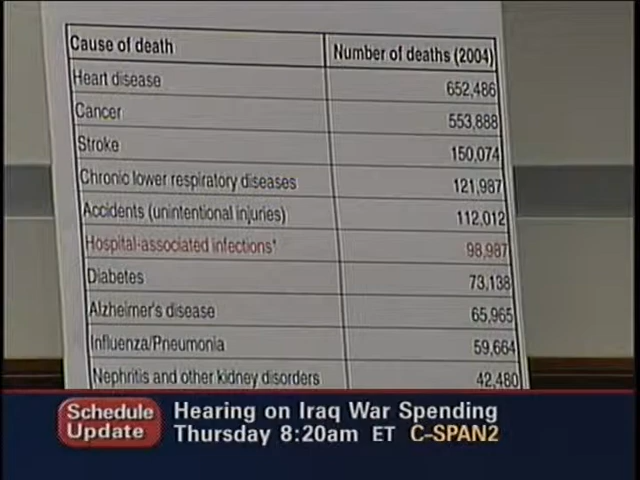 Cause of death Number of deaths (2004)
Heart disease 652,486
Cancer 553,888
Stroke 150,074
Chronic lower respiratory diseases 121,987
Accidents (unintentional injuries) 112,012
Hospital-associated infections* 98,987
Diabetes 73,138
Alzheimer's disease 65,965
Influenza/Pneumonia 59,664
Nephritis and other kidney disorders 42,480
Schedule Update
Hearing on Iraq War Spending
Thursday 8:20am ET C-SPAN2